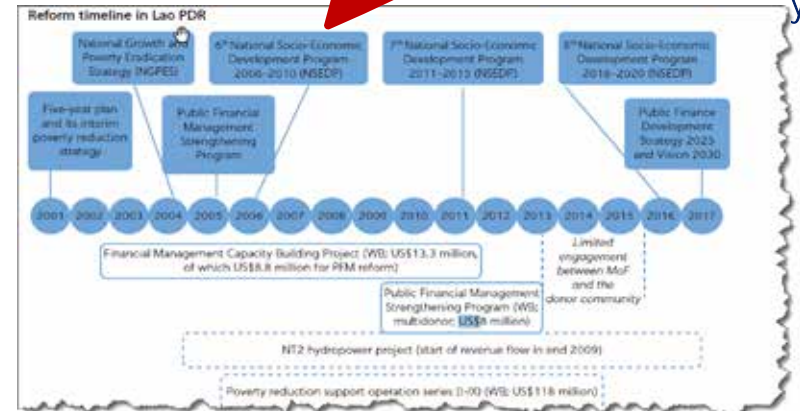 Reform timeline in Lao PDR
National Growth and
Poverty Eradication
Strategy (NGPES)
6th National Socio-Economic
Development Program
2006–2010 (NSEDP)
7th National Socio-Economic
Development Program
2011–2015 (NSEDP)
8th National Socio-Economic
Development Program
2016–2020 (NSEDP)
Five-year plan
and its interim
poverty reduction
strategy
Public Financial
Management
Strengthening
Program
Public Finance
Development
Strategy 2025
and Vision 2030
2001 2002 2003 2004 2005 2006 2007 2008 2009 2010 2011 2012 2013 2014 2015 2016 2017
Financial Management Capacity Building Project (WB; US$13.3 million,
of which US$8.8 million for PFM reform)
Limited
engagement
between MoF
and the
donor community
Public Financial Management
Strengthening Program (WB;
multidonor, US$8 million)
NT2 hydropower project (start of revenue flow in end 2009)
Poverty reduction support operation series (WB; US$118 million)